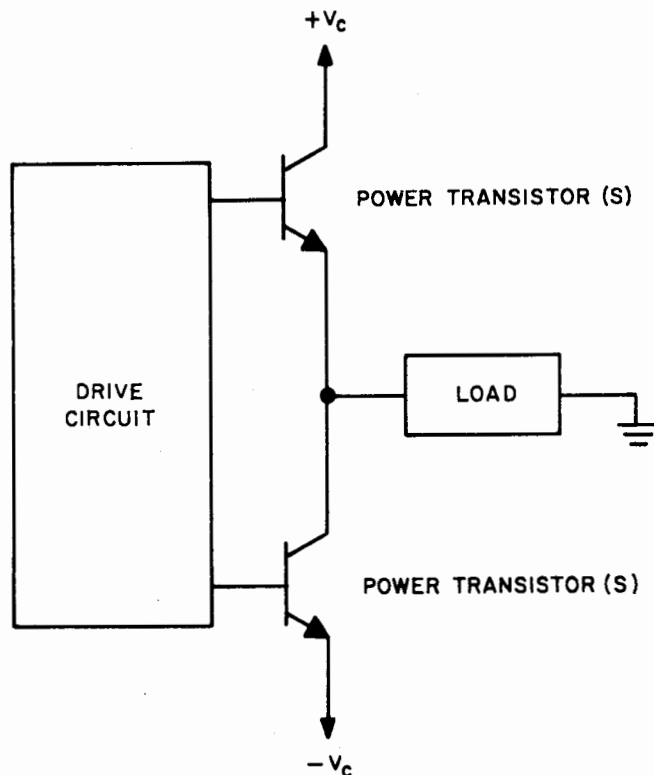 +Vc
POWER TRANSISTOR (S)
DRIVE
CIRCUIT
LOAD
POWER TRANSISTOR (S)
-Vc